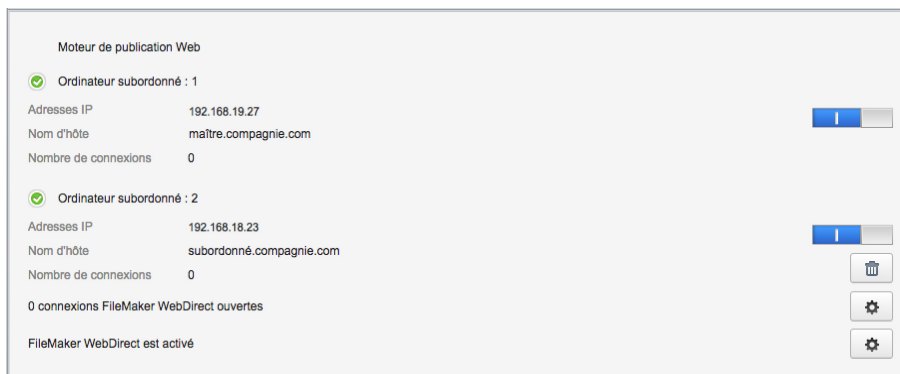 Moteur de publication Web
Ordinateur subordonné : 1
Adresses IP 192.168.19.27
Nom d'hôte maître.compagnie.com
Nombre de connexions 0
Ordinateur subordonné : 2
Adresses IP 192.168.18.23
Nom d'hôte subordonné.compagnie.com
Nombre de connexions 0
0 connexions FileMaker WebDirect ouvertes
FileMaker WebDirect est activé